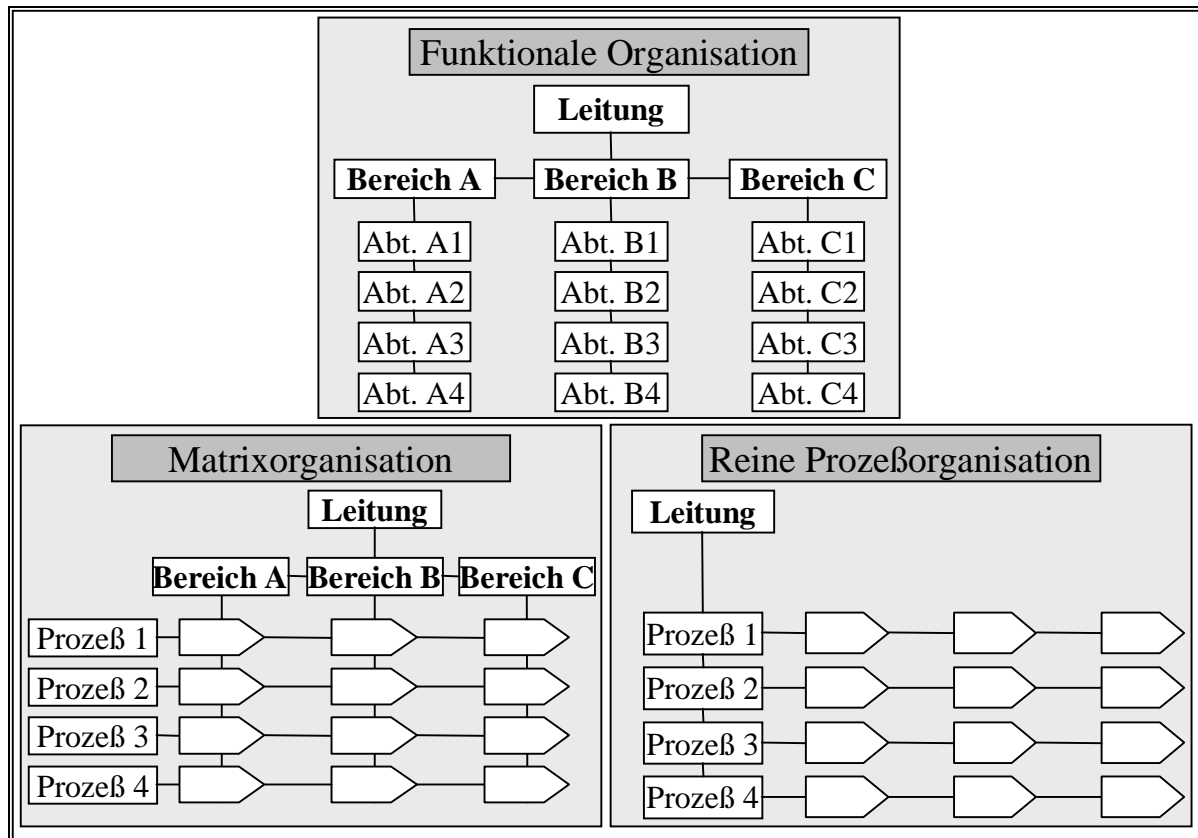 Funktionale Organisation
Leitung
Bereich A Bereich B Bereich C
Abt. A1 Abt. B1 Abt. C1
Abt. A2 Abt. B2 Abt. C2
Abt. A3 Abt. B3 Abt. C3
Abt. A4 Abt. B4 Abt. C4
Matrixorganisation
Leitung
Bereich A Bereich B Bereich C
Prozeß 1
Prozeß 2
Prozeß 3
Prozeß 4
Reine Prozeßorganisation
Leitung
Prozeß 1
Prozeß 2
Prozeß 3
Prozeß 4